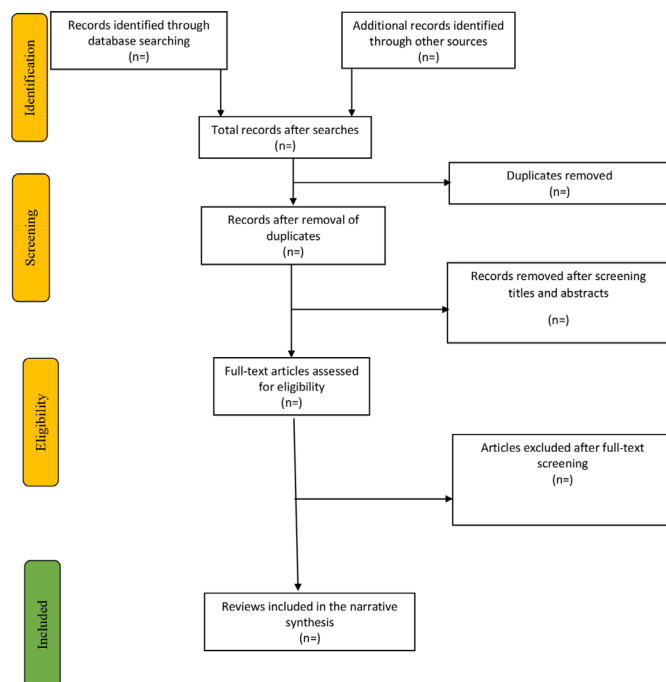 Identification
Records identified through
database searching
(n=)
Additional records identified
through other sources
(n=)
Total records after searches
(n=)
Duplicates removed
(n=)
Screening
Records after removal of
duplicates
(n=)
Records removed after screening
titles and abstracts
(n=)
Eligibility
Full-text articles assessed
for eligibility
(n=)
Articles excluded after full-text
screening
(n=)
Included
Reviews included in the narrative
synthesis
(n=)